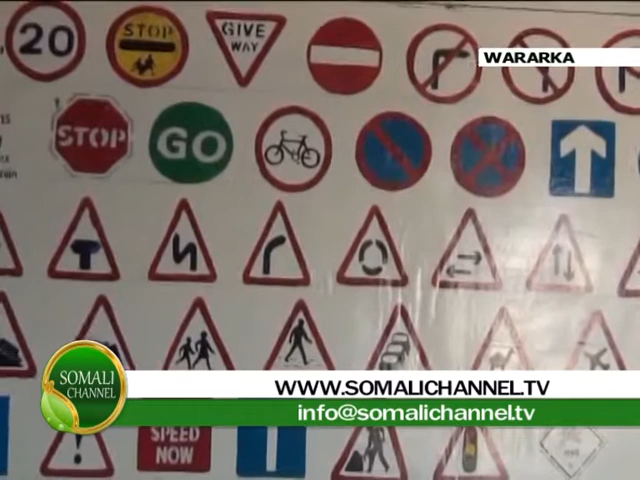 20
STOP
GIVE
WAY
WARARKA
STOP
GO
SOMALI
CHANNEL
WWW.SOMALICHANNEL.TV
info@somalichannel.tv
SPEED
NOW